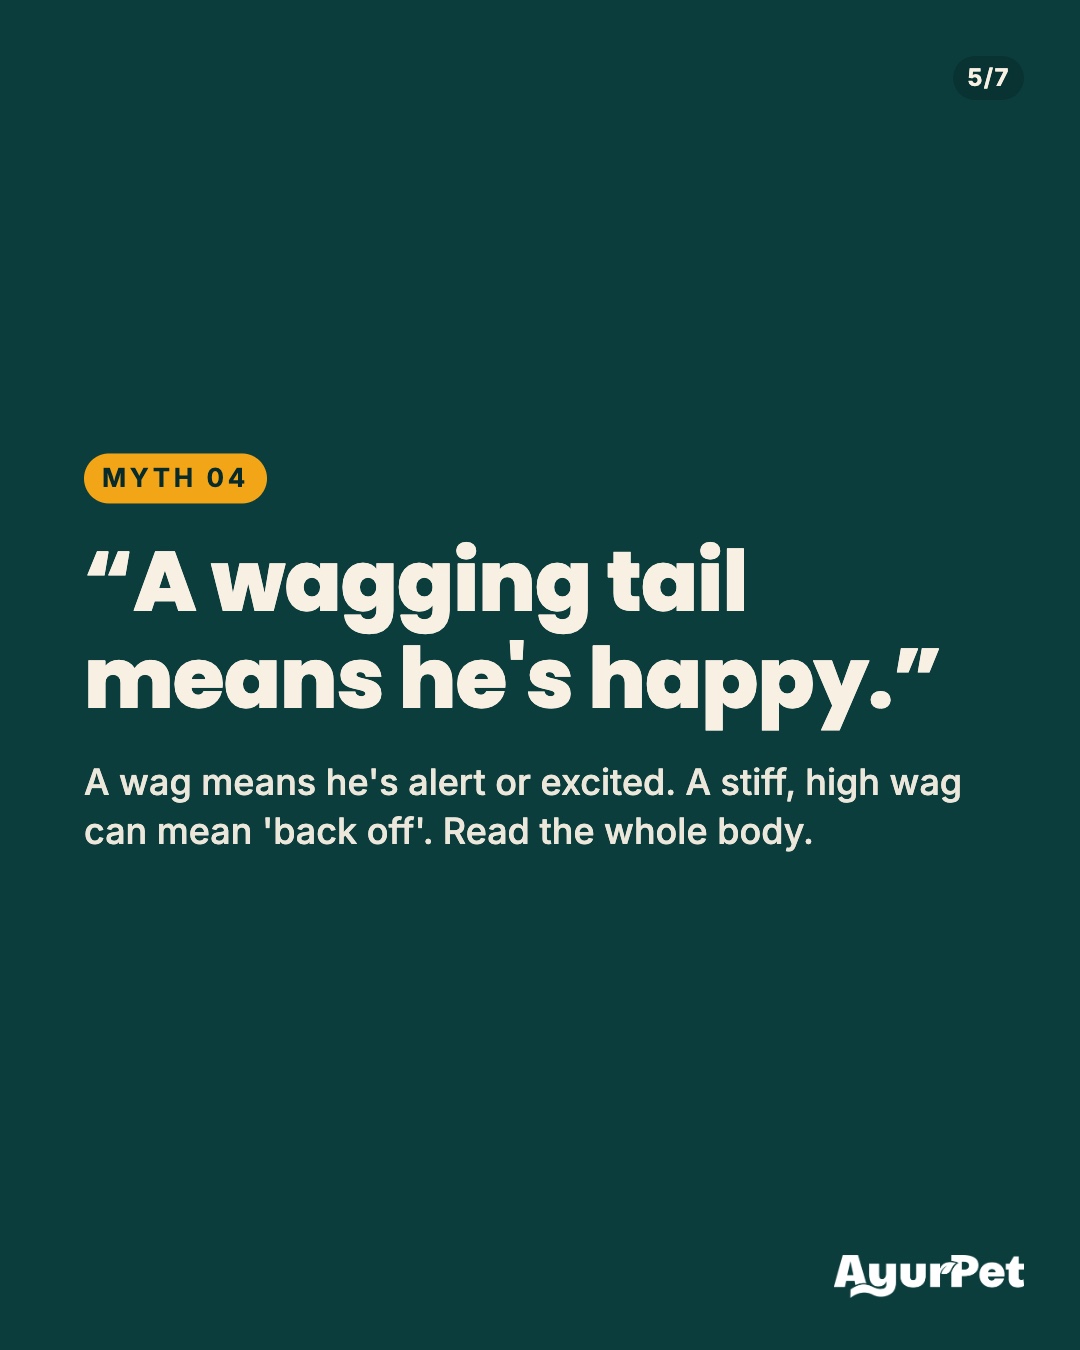 5/7
MYTH 04
“A wagging tail
means he's happy.”
A wag means he's alert or excited. A stiff, high wag
can mean 'back off'. Read the whole body.
AyurPet